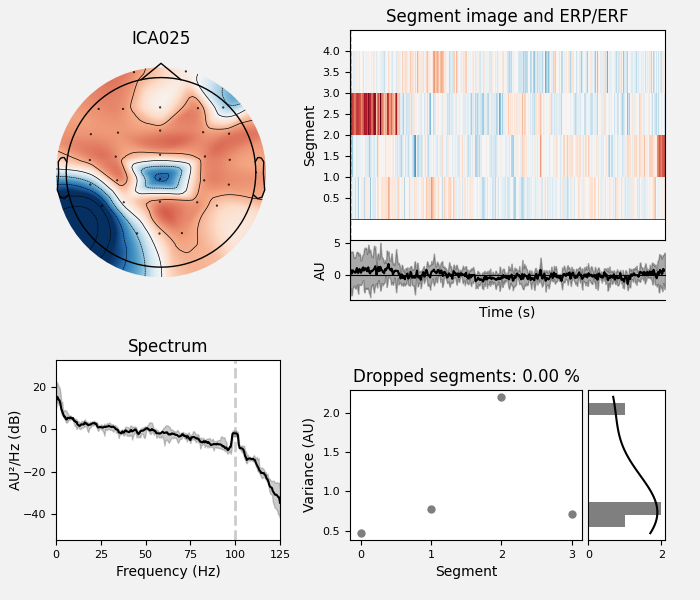 ICA025
Segment image and ERP/ERF
Segment
4.0
3.5
3.0
2.5
2.0
1.5
1.0
0.5
AU
5
0
Time (s)
Spectrum
AU²/Hz (dB)
20
0
−20
−40
0 25 50 75 100 125
Frequency (Hz)
Dropped segments: 0.00 %
Variance (AU)
2.0
1.5
1.0
0.5
0 1 2 3
Segment
0 2